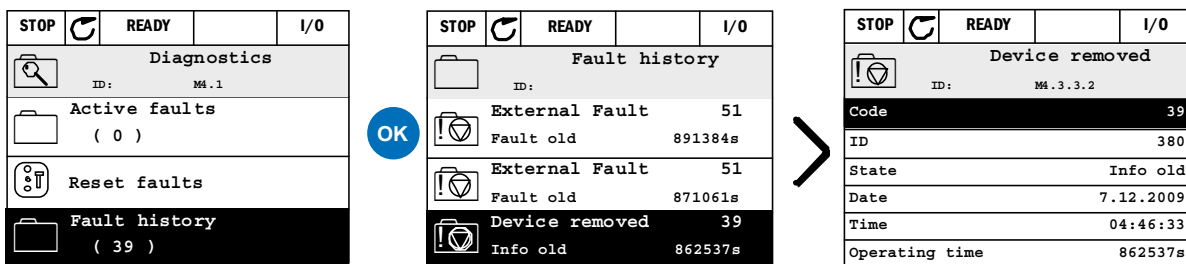 STOP READY I/0
Diagnostics
ID: M4.1
Active faults
( 0 )
Reset faults
Fault history
( 39 )
OK
STOP READY I/0
Fault history
ID:
External Fault 51
Fault old 891384s
External Fault 51
Fault old 871061s
Device removed 39
Info old 862537s
STOP READY I/0
Device removed
ID: M4.3.3.2
Code 39
ID 380
State Info old
Date 7.12.2009
Time 04:46:33
Operating time 862537s